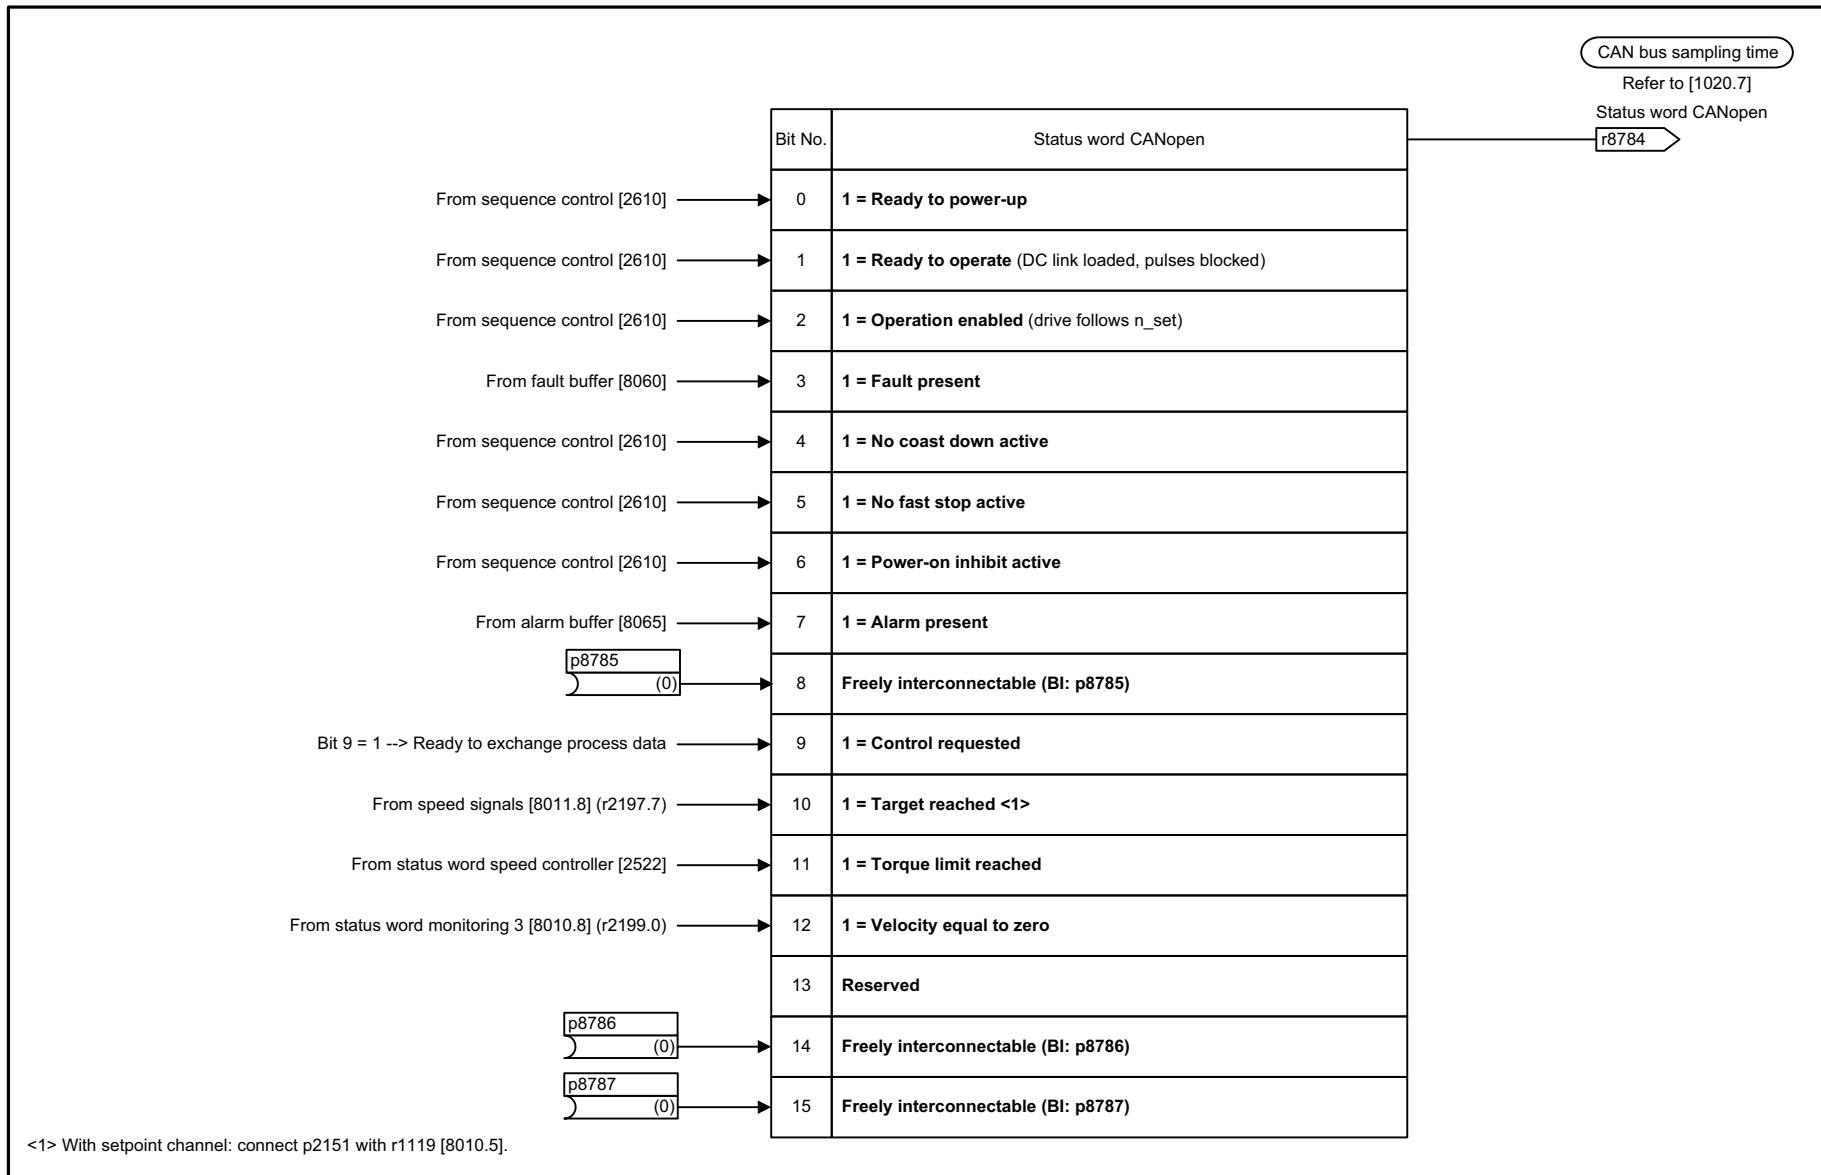 CAN bus sampling time
Refer to [1020.7]
Status word CANopen
r8784
Bit No. Status word CANopen
From sequence control [2610] 0 1 = Ready to power-up
From sequence control [2610] 1 1 = Ready to operate (DC link loaded, pulses blocked)
From sequence control [2610] 2 1 = Operation enabled (drive follows n_set)
From fault buffer [8060] 3 1 = Fault present
From sequence control [2610] 4 1 = No coast down active
From sequence control [2610] 5 1 = No fast stop active
From sequence control [2610] 6 1 = Power-on inhibit active
From alarm buffer [8065] 7 1 = Alarm present
p8785
(0) 8 Freely interconnectable (BI: p8785)
Bit 9 = 1 --> Ready to exchange process data 9 1 = Control requested
From speed signals [8011.8] (r2197.7) 10 1 = Target reached <1>
From status word speed controller [2522] 11 1 = Torque limit reached
From status word monitoring 3 [8010.8] (r2199.0) 12 1 = Velocity equal to zero
13 Reserved
p8786
(0) 14 Freely interconnectable (BI: p8786)
p8787
(0) 15 Freely interconnectable (BI: p8787)
<1> With setpoint channel: connect p2151 with r1119 [8010.5].